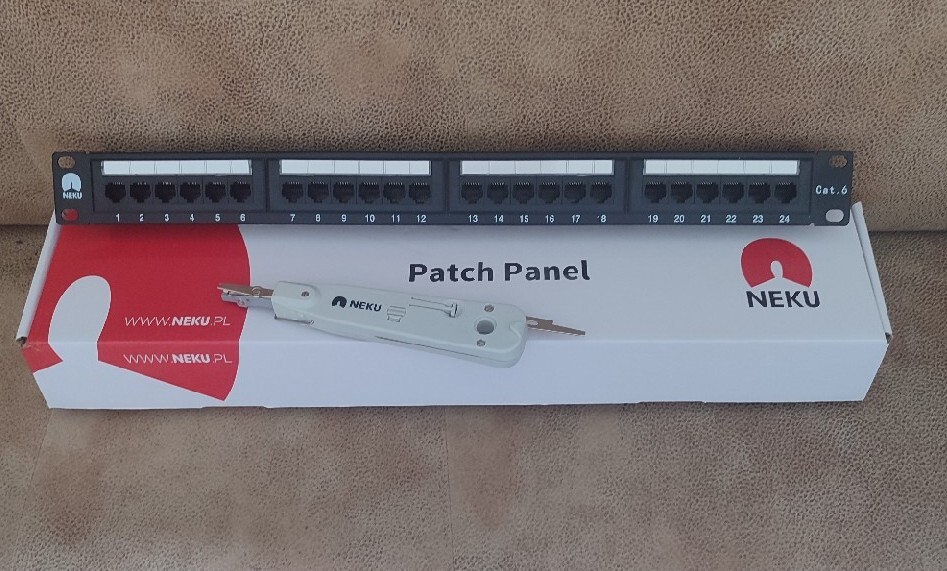 NEKU
Cat.6
1 2 3 4 5 6 7 8 9 10 11 12 13 14 15 16 17 18 19 20 21 22 23 24
Patch Panel
NEKU
WWW.NEKU.PL
NEKU
WWW.NEKU.PL